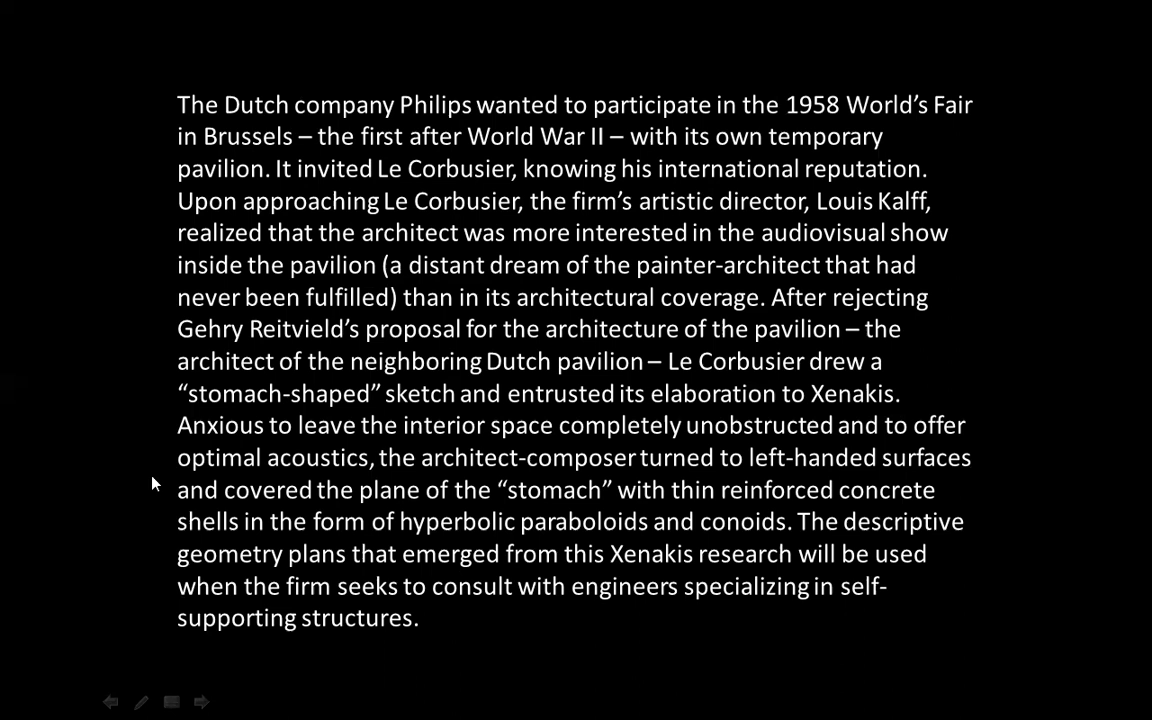 The Dutch company Philips wanted to participate in the 1958 World’s Fair
in Brussels – the first after World War II – with its own temporary
pavilion. It invited Le Corbusier, knowing his international reputation.
Upon approaching Le Corbusier, the firm’s artistic director, Louis Kalff,
realized that the architect was more interested in the audiovisual show
inside the pavilion (a distant dream of the painter-architect that had
never been fulfilled) than in its architectural coverage. After rejecting
Gehry Reitvield’s proposal for the architecture of the pavilion – the
architect of the neighboring Dutch pavilion – Le Corbusier drew a
“stomach-shaped” sketch and entrusted its elaboration to Xenakis.
Anxious to leave the interior space completely unobstructed and to offer
optimal acoustics, the architect-composer turned to left-handed surfaces
and covered the plane of the “stomach” with thin reinforced concrete
shells in the form of hyperbolic paraboloids and conoids. The descriptive
geometry plans that emerged from this Xenakis research will be used
when the firm seeks to consult with engineers specializing in self-
supporting structures.